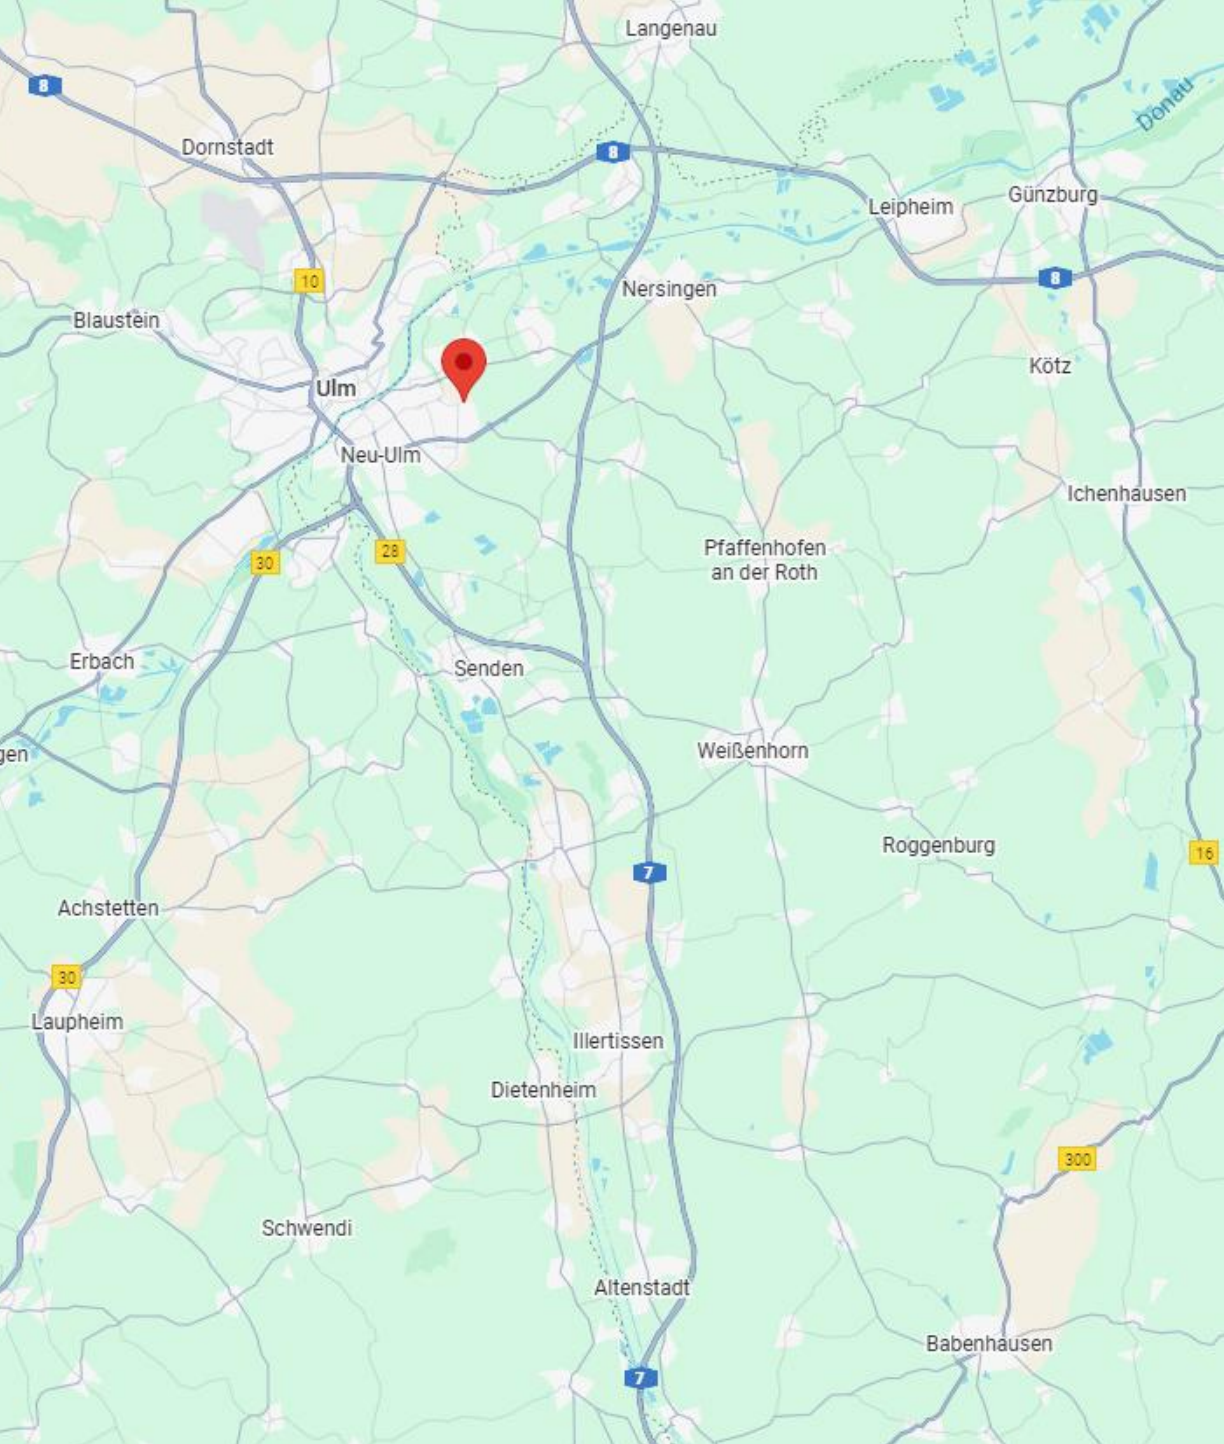 Langenau
8
Donau
Dornstadt
8
Günzburg
Leipheim
10
8
Nersingen
Blaustein
Kötz
Ulm
Neu-Ulm
Ichenhausen
28
Pfaffenhofen
an der Roth
30
Erbach
Senden
gen
Weißenhorn
Roggenburg
16
7
Achstetten
30
Laupheim
Illertissen
Dietenheim
300
Schwendi
Altenstadt
Babenhausen
7